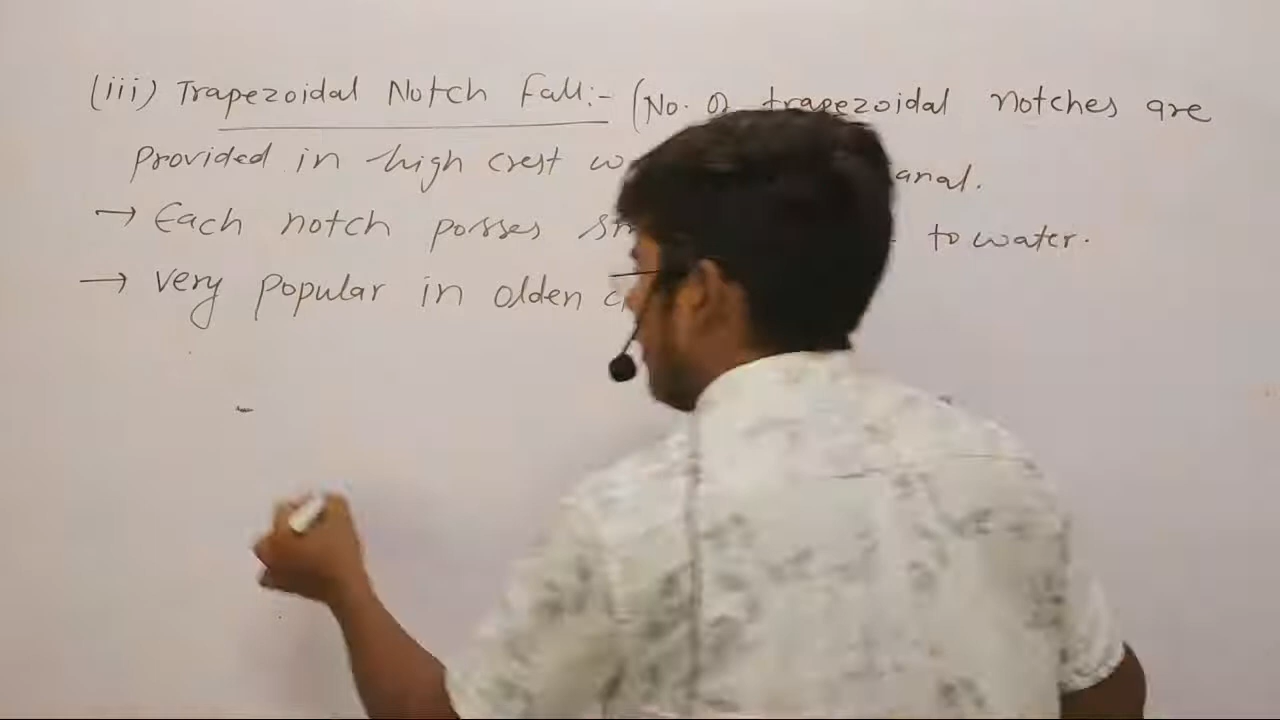 (iii) Trapezoidal Notch Fall:- (No. of trapezoidal notches are
provided in high crest anal.
→ Each notch posses to water.
→ very popular in olden